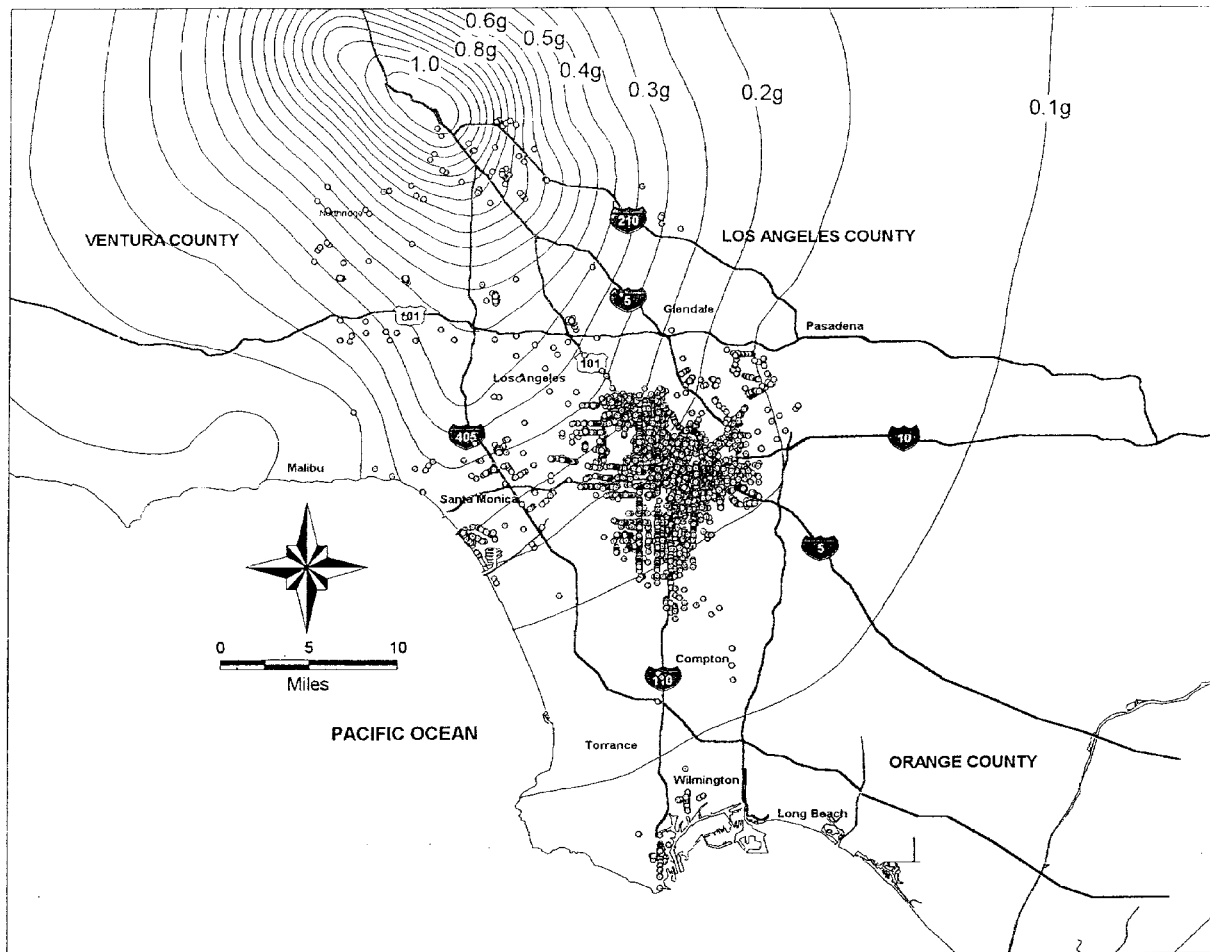 0.6g
0.5g
0.8g
0.4g
1.0
0.3g
0.2g
0.1g
Northridge
VENTURA COUNTY
210
LOS ANGELES COUNTY
5
Glendale
101
Pasadena
101
LosAngeles
405
10
Malibu
Santa Monica
5
0 5 10
Miles
Compton
110
PACIFIC OCEAN
Torrance
ORANGE COUNTY
Wilmington
Long Beach